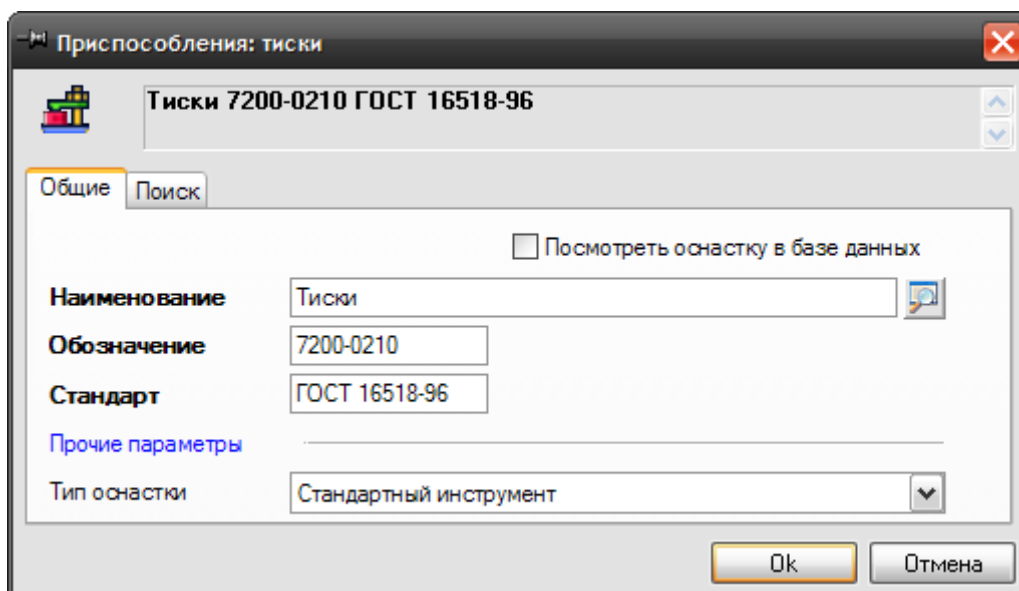 Приспособления: тиски
Тиски 7200-0210 ГОСТ 16518-96
Общие Поиск
Посмотреть оснастку в базе данных
Наименование Тиски
Обозначение 7200-0210
Стандарт ГОСТ 16518-96
Прочие параметры
Тип оснастки Стандартный инструмент
Ok Отмена